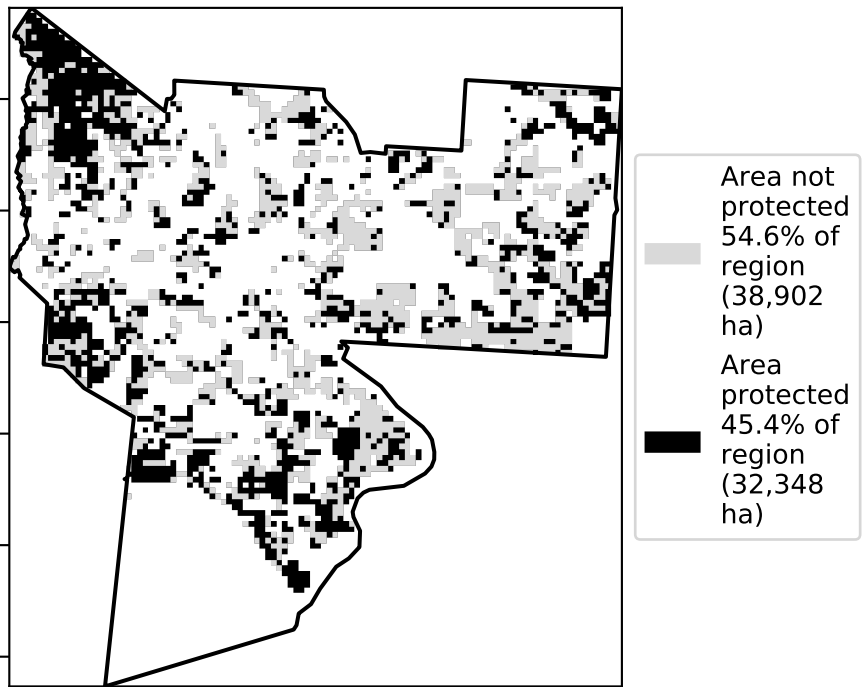 Area not
protected
54.6% of
region
(38,902
ha)
Area
protected
45.4% of
region
(32,348
ha)